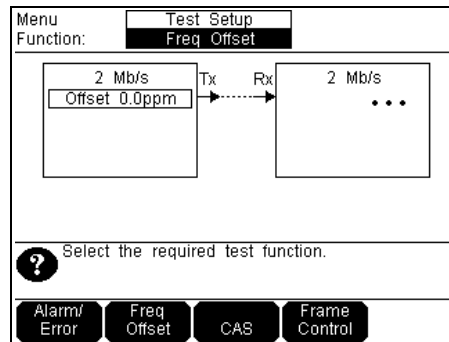 Menu Test Setup
Function: Freq Offset
2 Mb/s Tx Rx 2 Mb/s
Offset 0.0ppm
Select the required test function.
Alarm/ Freq Frame
Error Offset CAS Control